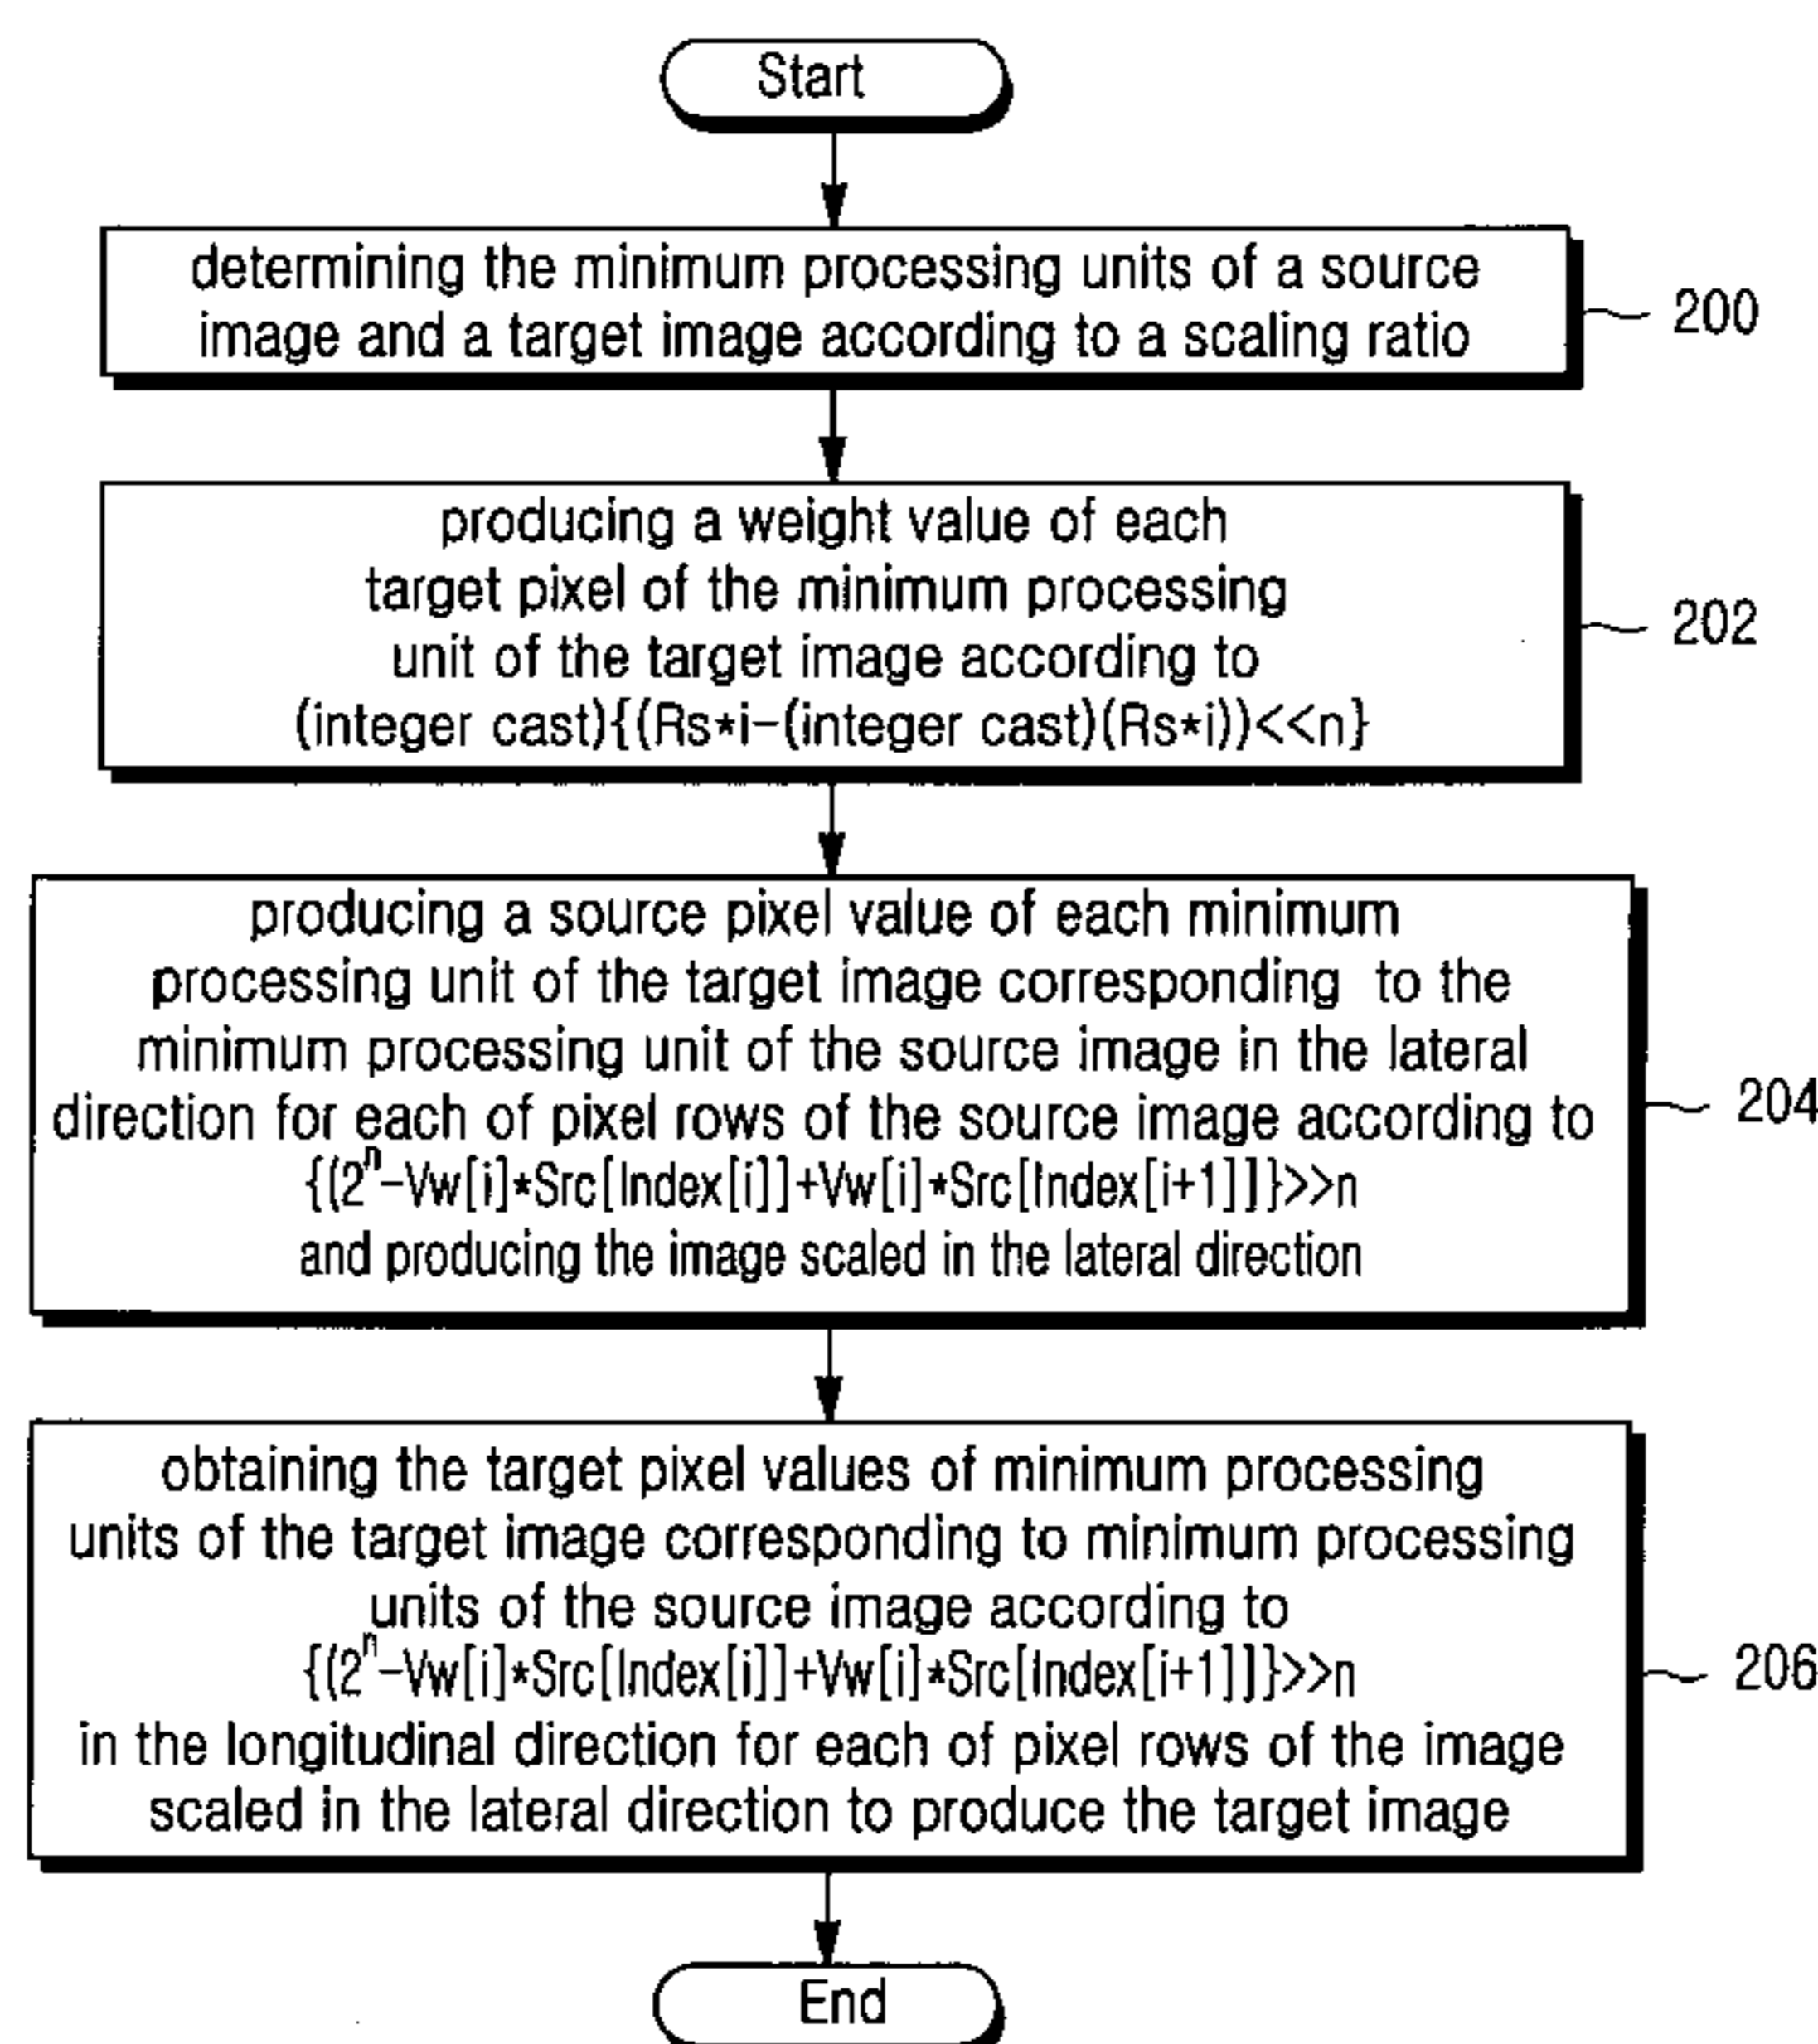 Start
determining the minimum processing units of a source
image and a target image according to a scaling ratio
200
producing a weight value of each
target pixel of the minimum processing
unit of the target image according to
(integer cast){(Rs*i-(integer cast)(Rs*i))<<n}
202
producing a source pixel value of each minimum
processing unit of the target image corresponding to the
minimum processing unit of the source image in the lateral
direction for each of pixel rows of the source image according to
{(2ⁿ-Vw[i]*Src[Index[i]]+Vw[i]*Src[Index[i+1]]}>>n
and producing the image scaled in the lateral direction
204
obtaining the target pixel values of minimum processing
units of the target image corresponding to minimum processing
units of the source image according to
{(2ⁿ-Vw[i]*Src[Index[i]]+Vw[i]*Src[Index[i+1]]}>>n
in the longitudinal direction for each of pixel rows of the image
scaled in the lateral direction to produce the target image
206
End